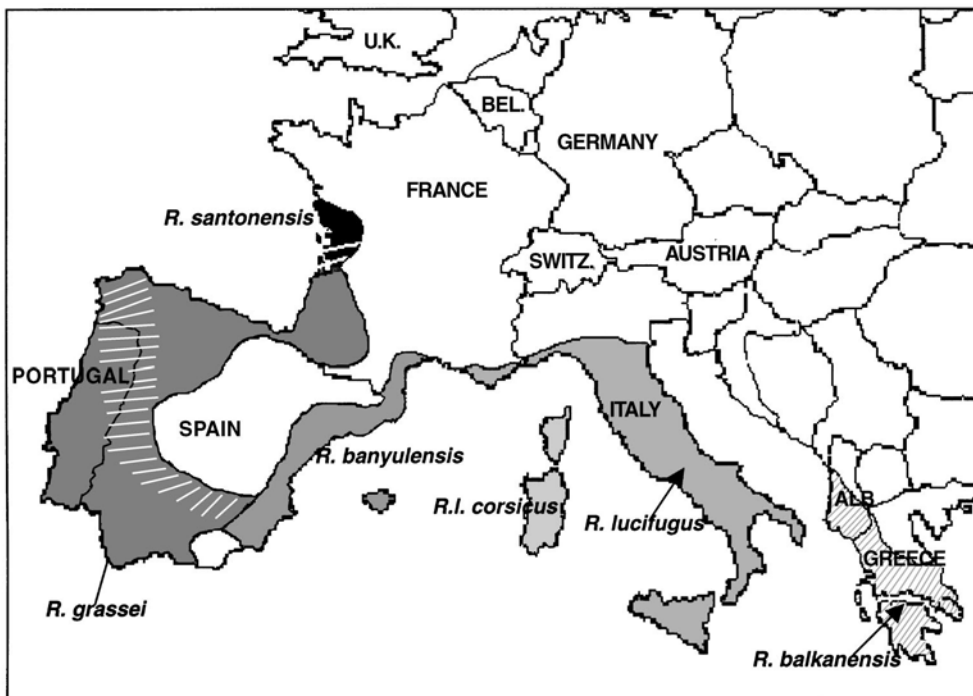 U.K.
BEL.
GERMANY
FRANCE
R. santonensis
SWITZ.
AUSTRIA
PORTUGAL
SPAIN
ITALY
R. banyulensis
R.l. corsicus
R. lucifugus
ALB
GREECE
R. grassei
R. balkanensis